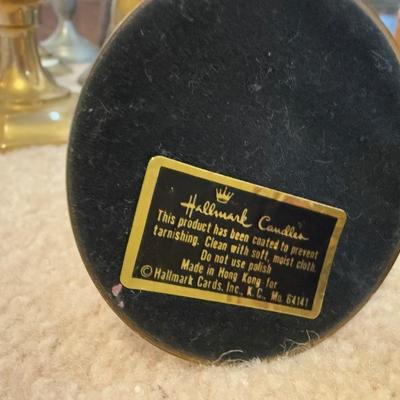 Hallmark Candles
This product has been coated to prevent
tarnishing. Clean with soft, moist cloth.
Do not use polish
Made in Hong Kong for
© Hallmark Cards, Inc., K. C., Mo. 64141